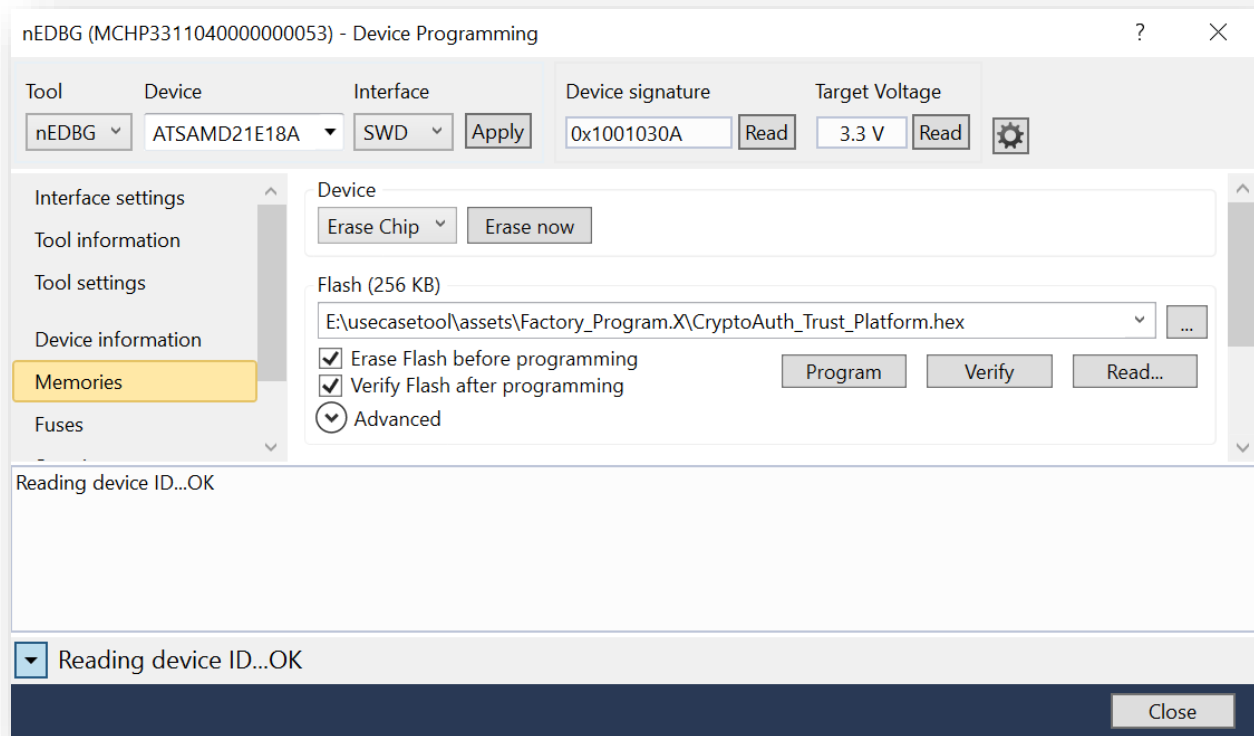 nEDBG (MCHP3311040000000053) - Device Programming
Tool Device Interface Device signature Target Voltage
nEDBG ATSAMD21E18A SWD Apply 0x1001030A Read 3.3 V Read
Interface settings
Tool information
Tool settings
Device information
Memories
Fuses
Device
Erase Chip Erase now
Flash (256 KB)
E:\usecasetool\assets\Factory_Program.X\CryptoAuth_Trust_Platform.hex ...
Erase Flash before programming
Verify Flash after programming
Program Verify Read...
Advanced
Reading device ID...OK
Reading device ID...OK
Close